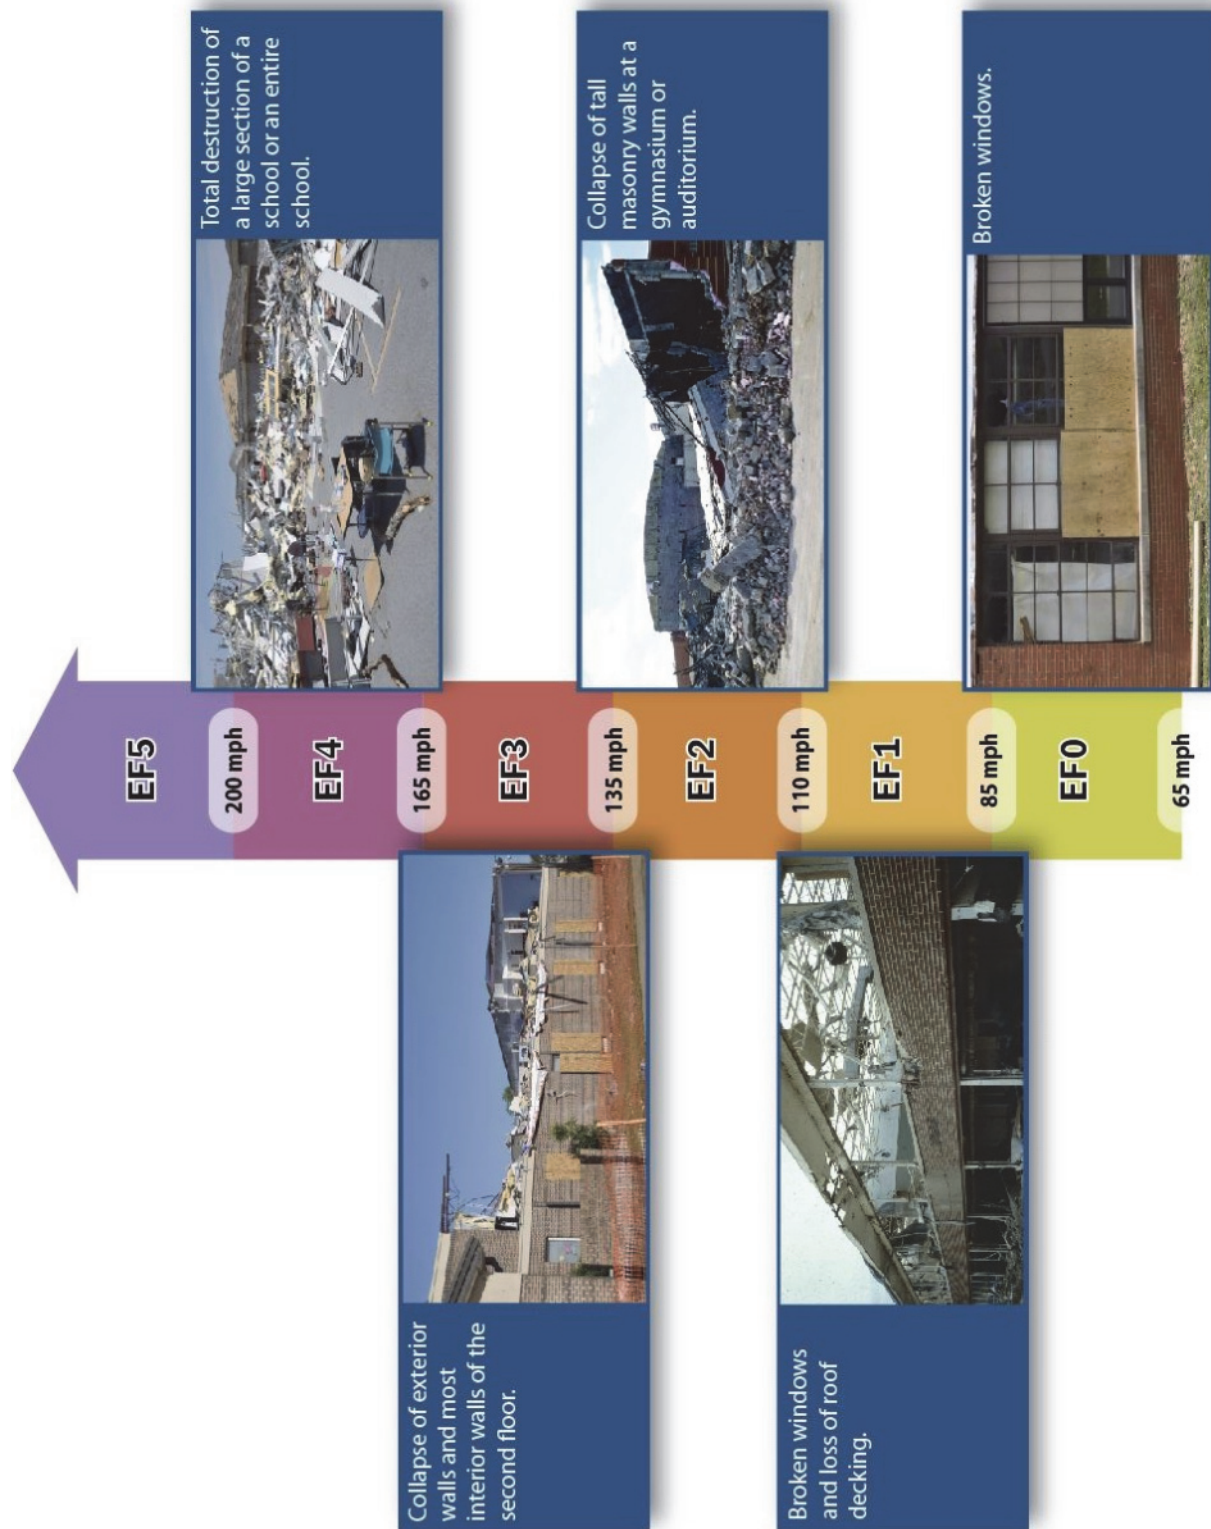 Total destruction of
a large section of a
school or an entire
school.
Collapse of tall
masonry walls at a
gymnasium or
auditorium.
Broken windows.
EF5
200 mph
EF4
165 mph
EF3
135 mph
EF2
110 mph
EF1
85 mph
EF0
65 mph
Collapse of exterior
walls and most
interior walls of the
second floor.
Broken windows
and loss of roof
decking.